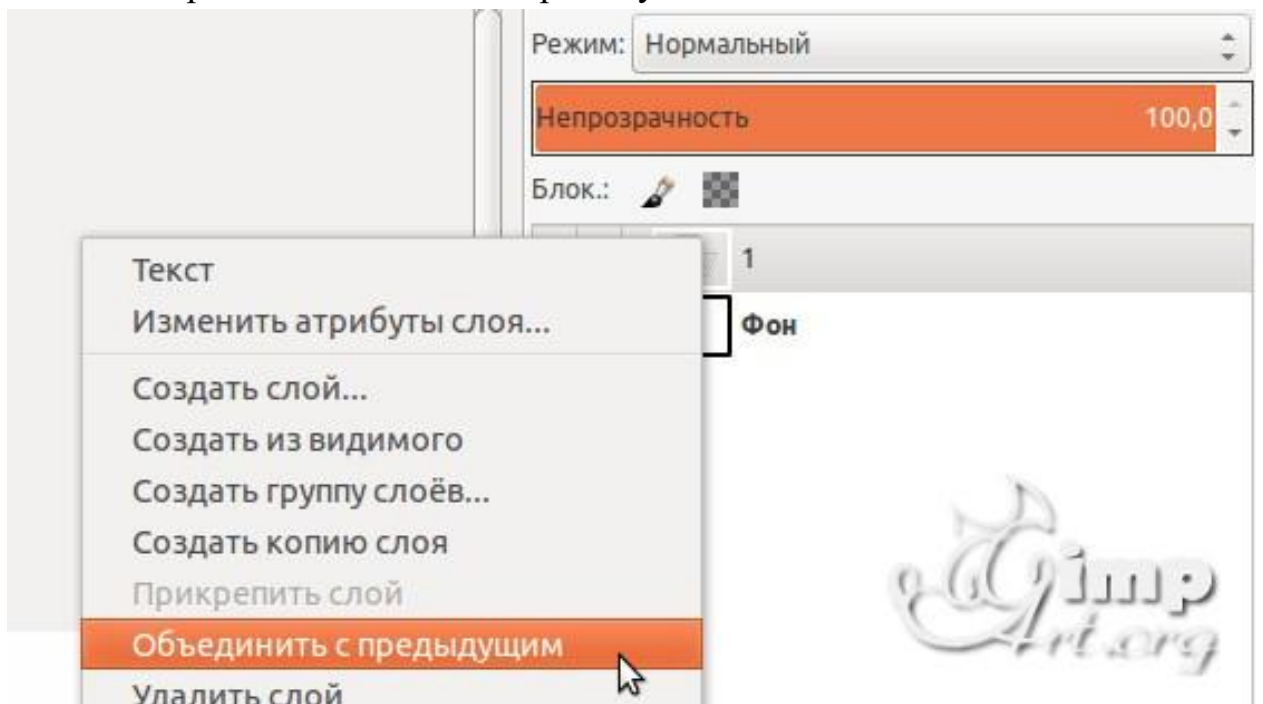 Режим: Нормальный
Непрозрачность 100,0
Блок.:
1
Фон
Текст
Изменить атрибуты слоя...
Создать слой...
Создать из видимого
Создать группу слоёв...
Создать копию слоя
Прикрепить слой
Объединить с предыдущим
Удалить слой
Gimp
Art.org